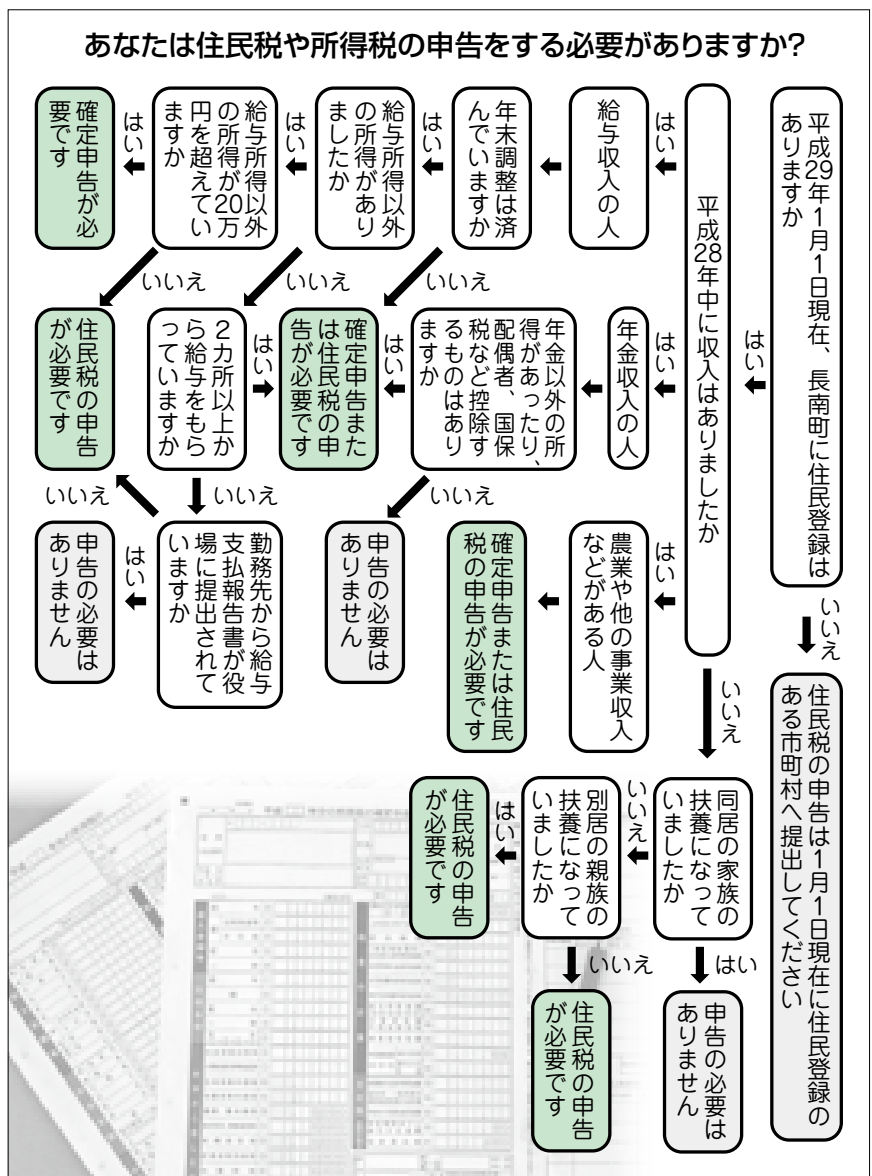 あなたは住民税や所得税の申告をする必要がありますか?
平成29年1月1日現在、長南町に住民登録は
ありますか
いいえ
住民税の申告は1月1日現在に住民登録の
ある市町村へ提出してください
はい
平成28年中に収入はありましたか
いいえ
同居の家族の
扶養になって
いましたか
はい
申告の必要は
ありません
いいえ
別居の親族の
扶養になって
いましたか
はい
住民税の申告
が必要です
いいえ
住民税の申告
が必要です
はい
給与収入の人
年末調整は済
んでいますか
はい
給与所得以外
の所得があり
ましたか
はい
給与所得以外
の所得が20万
円を超えてい
ますか
はい
確定申告が必
要です
いいえ
いいえ
いいえ
はい
年金収入の人
年金以外の所
得があったり、
配偶者、国保
税など控除す
るものはあり
ますか
はい
確定申告また
は住民税の申
告が必要です
はい
2カ所以上か
ら給与をもら
っていますか
住民税の申告
が必要です
いいえ
申告の必要は
ありません
いいえ
勤務先から給与
支払報告書が役
場に提出されて
いますか
いいえ
はい
申告の必要は
ありません
はい
農業や他の事業収入
などがある人
確定申告または住民
税の申告が必要です